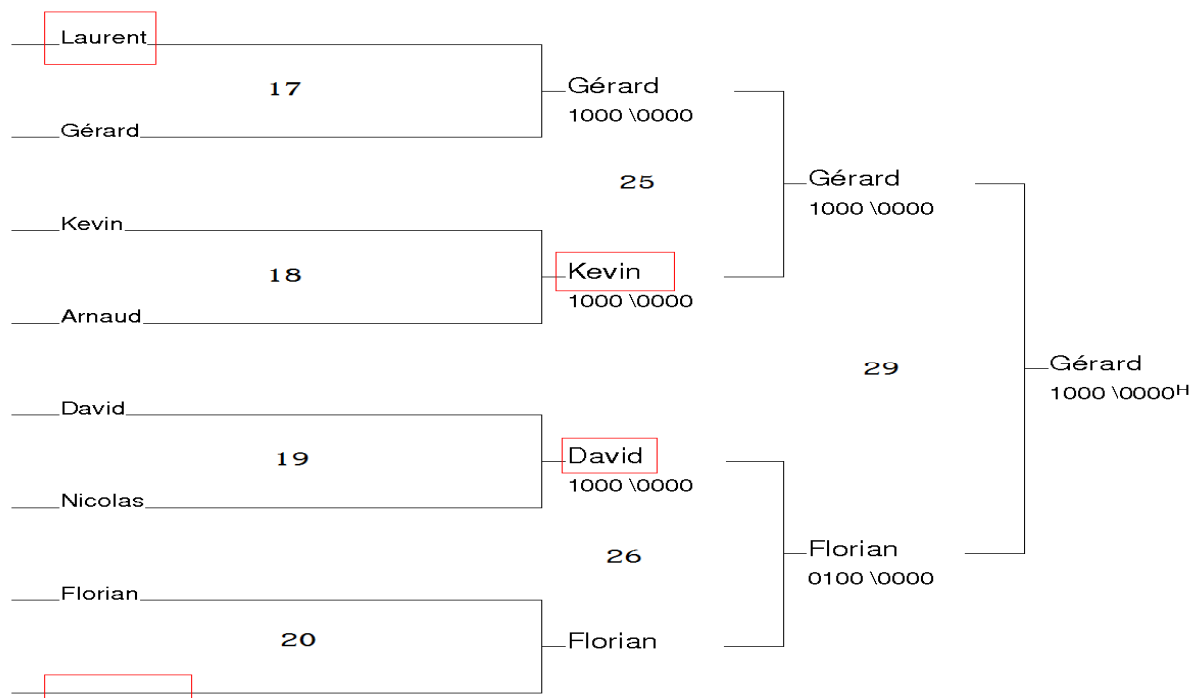 Laurent
17
Gérard
1000 \0000
Gérard
25
Gérard
1000 \0000
Kevin
18
Kevin
1000 \0000
Arnaud
29
Gérard
1000 \0000H
David
19
David
1000 \0000
Nicolas
26
Florian
0100 \0000
Florian
20
Florian